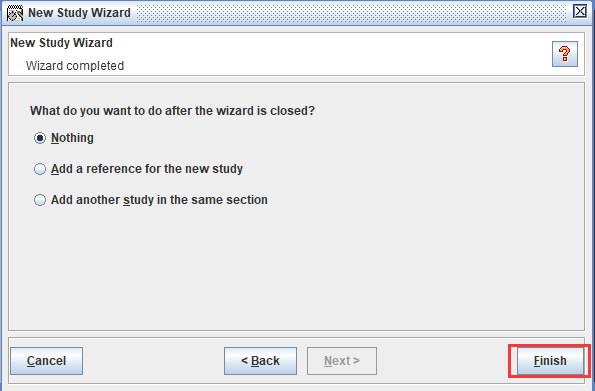 New Study Wizard
New Study Wizard
Wizard completed
?
What do you want to do after the wizard is closed?
Nothing
Add a reference for the new study
Add another study in the same section
Cancel
< Back
Next >
Finish